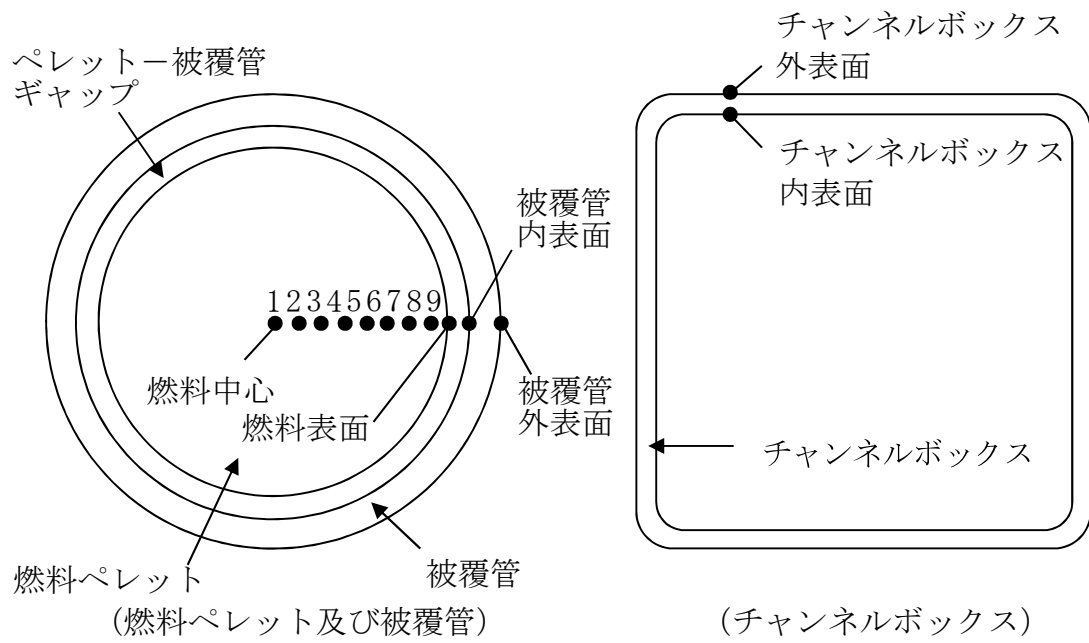 ペレット－被覆管
ギャップ
123456789
燃料中心
燃料表面
被覆管
内表面
被覆管
外表面
燃料ペレット
被覆管
(燃料ペレット及び被覆管)
チャンネルボックス
外表面
チャンネルボックス
内表面
チャンネルボックス
(チャンネルボックス)